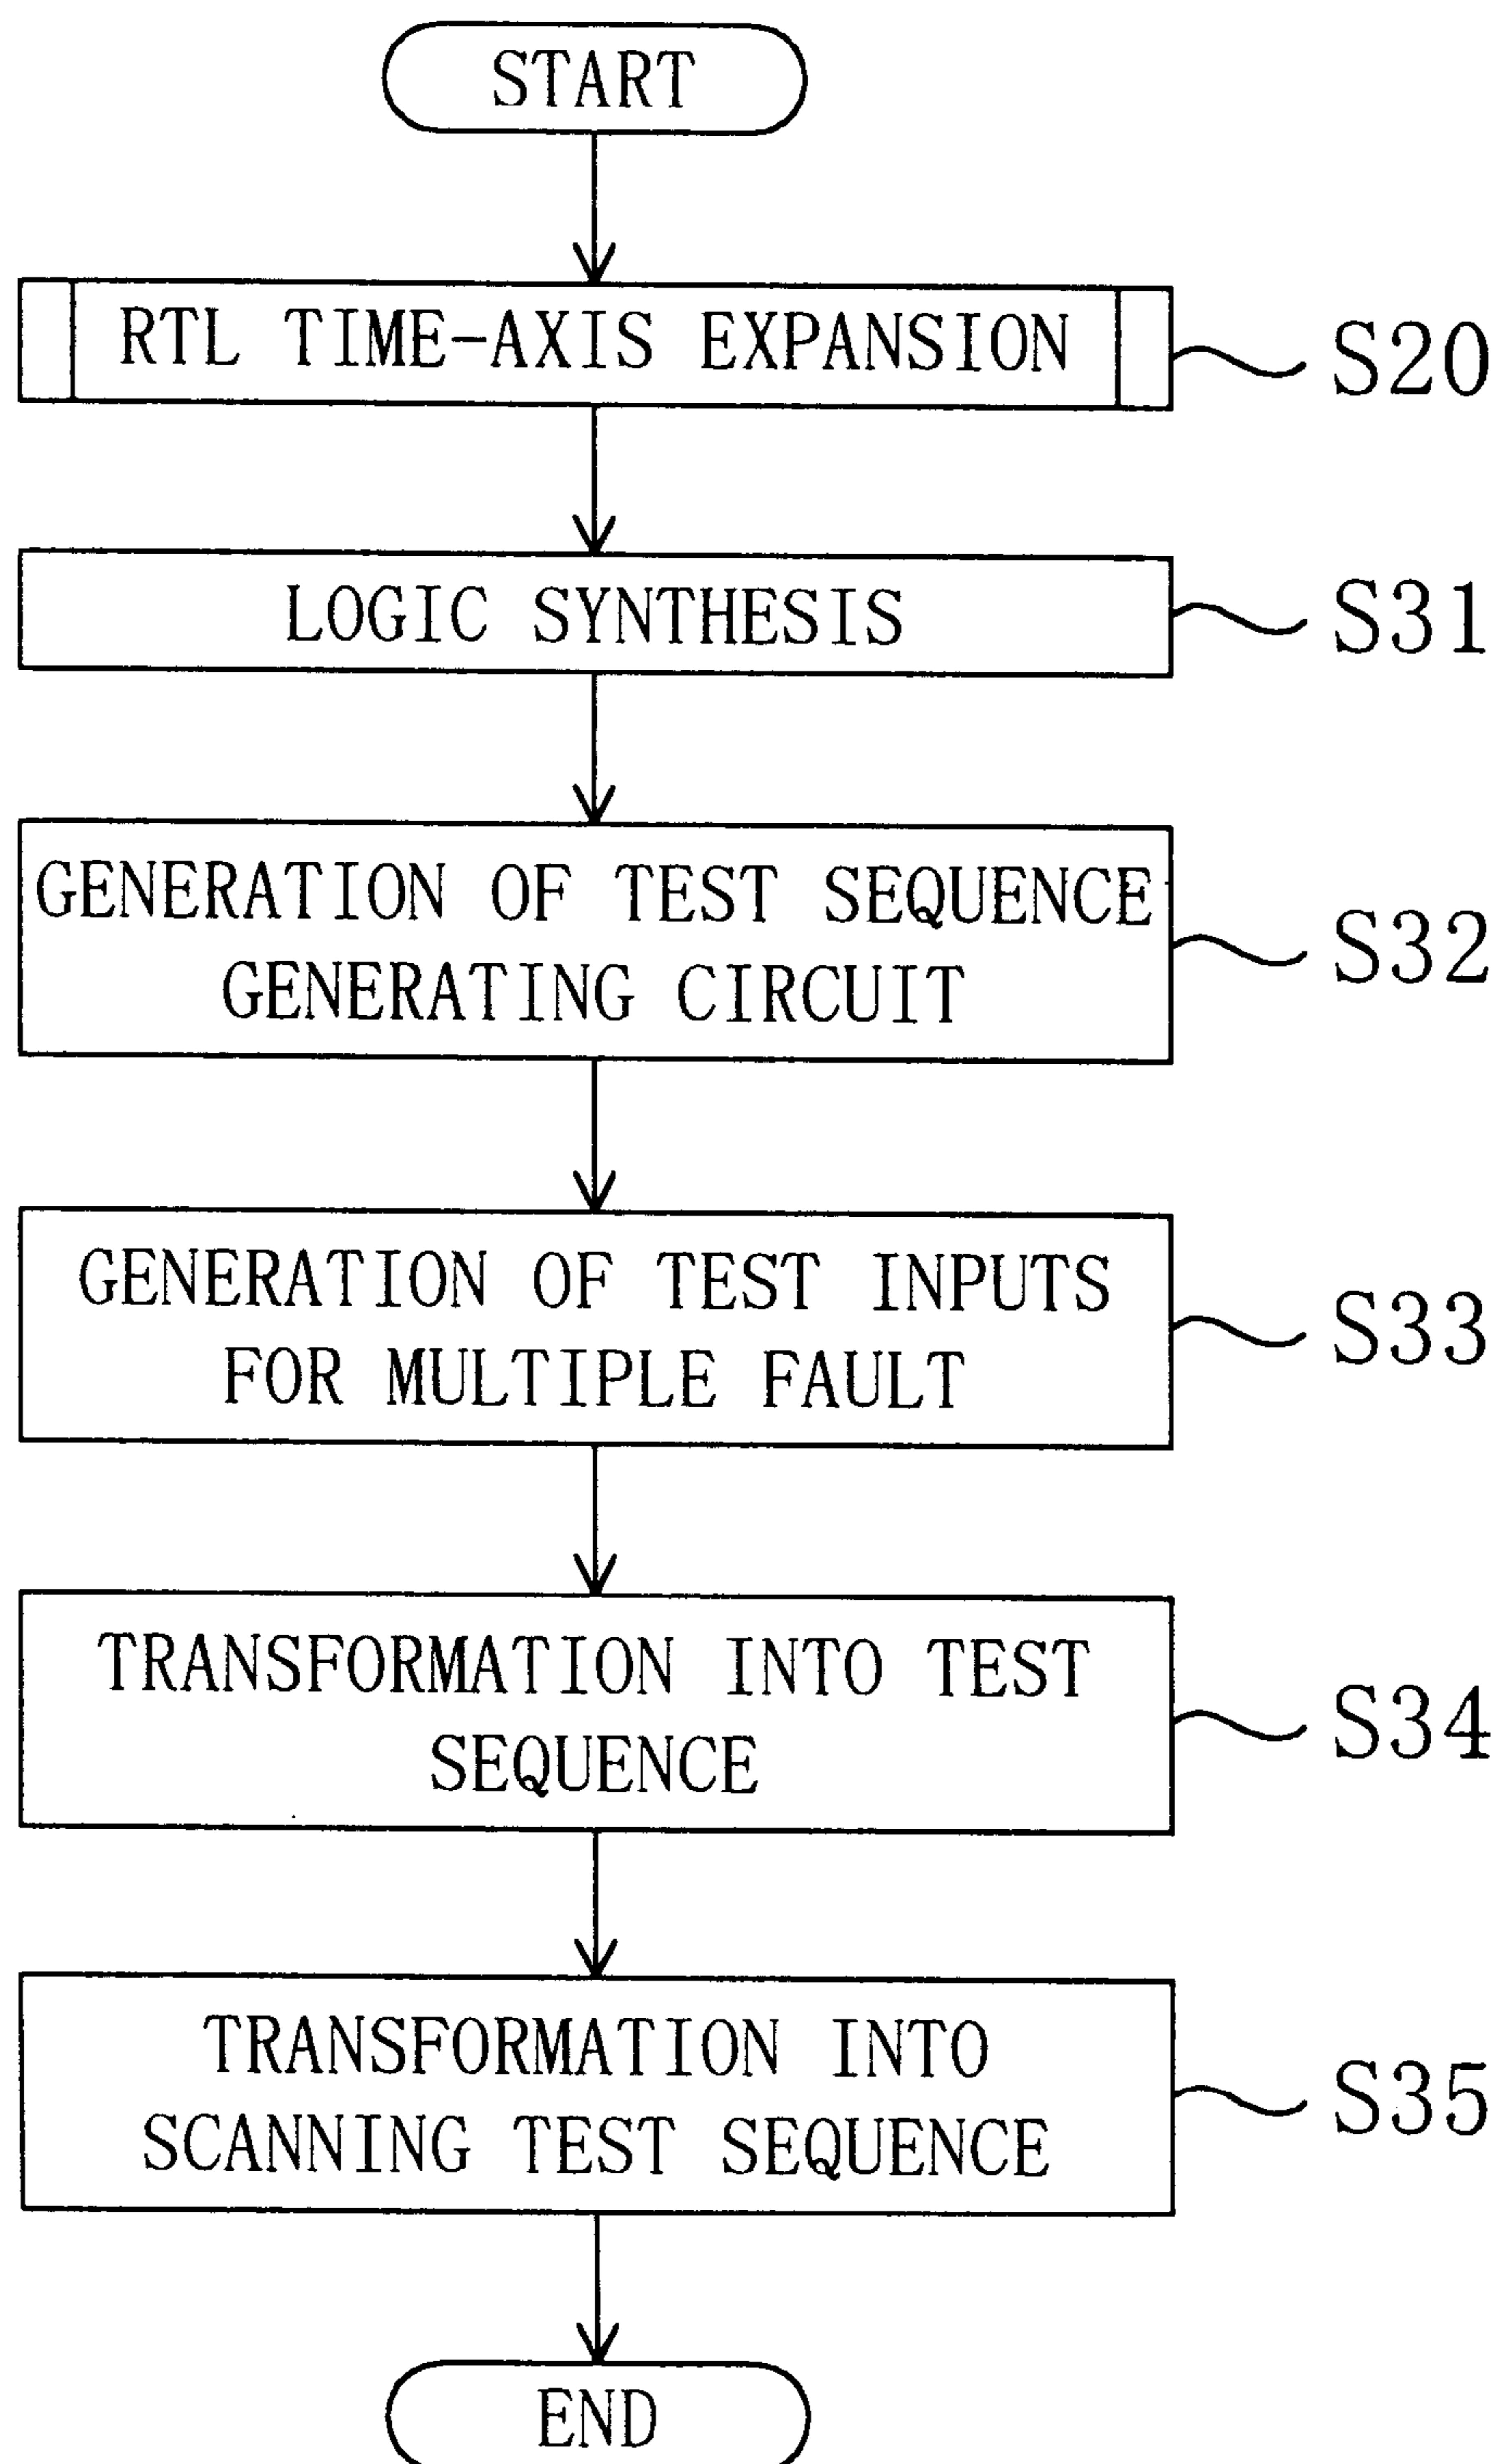 START
RTL TIME-AXIS EXPANSION
S20
LOGIC SYNTHESIS
S31
GENERATION OF TEST SEQUENCE
GENERATING CIRCUIT
S32
GENERATION OF TEST INPUTS
FOR MULTIPLE FAULT
S33
TRANSFORMATION INTO TEST
SEQUENCE
S34
TRANSFORMATION INTO
SCANNING TEST SEQUENCE
S35
END